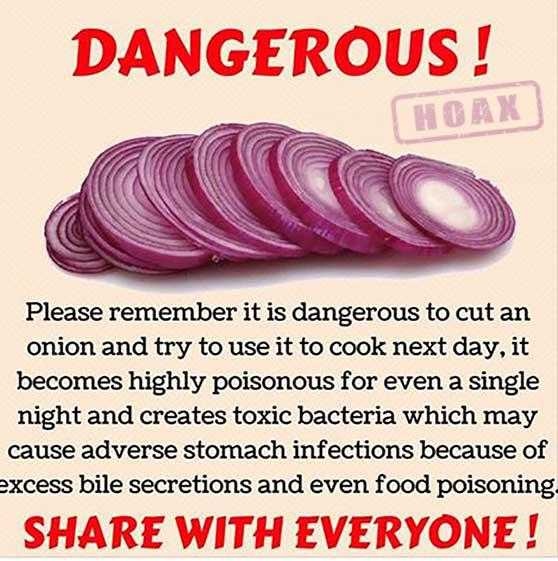 DANGEROUS!
HOAX
Please remember it is dangerous to cut an
onion and try to use it to cook next day, it
becomes highly poisonous for even a single
night and creates toxic bacteria which may
cause adverse stomach infections because of
excess bile secretions and even food poisoning.
SHARE WITH EVERYONE!